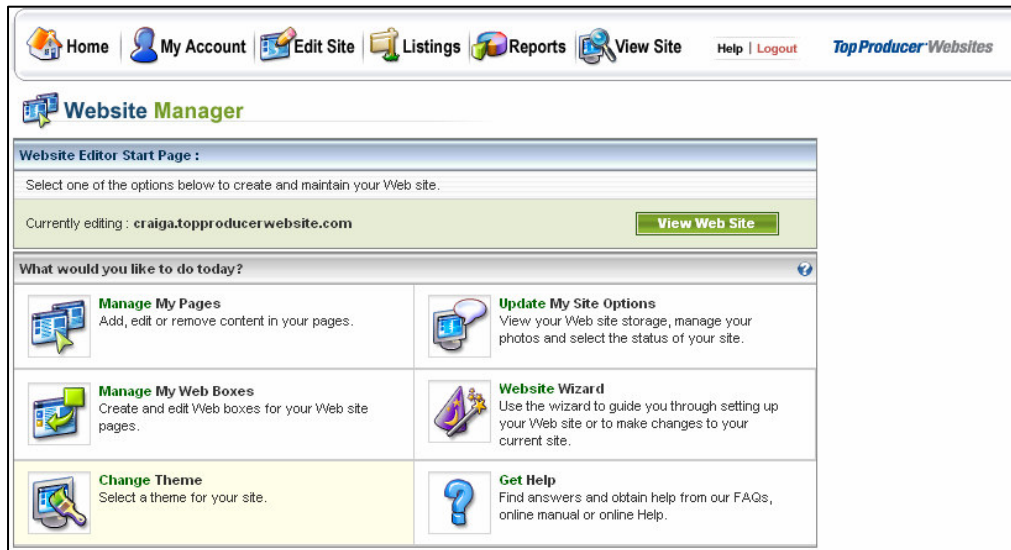 Home My Account Edit Site Listings Reports View Site Help | Logout Top Producer Websites
Website Manager
Website Editor Start Page :
Select one of the options below to create and maintain your Web site.
Currently editing : craiga.topproducerwebsite.com View Web Site
What would you like to do today?
Manage My Pages
Add, edit or remove content in your pages.
Update My Site Options
View your Web site storage, manage your
photos and select the status of your site.
Manage My Web Boxes
Create and edit Web boxes for your Web site
pages.
Website Wizard
Use the wizard to guide you through setting up
your Web site or to make changes to your
current site.
Change Theme
Select a theme for your site.
Get Help
Find answers and obtain help from our FAQs,
online manual or online Help.